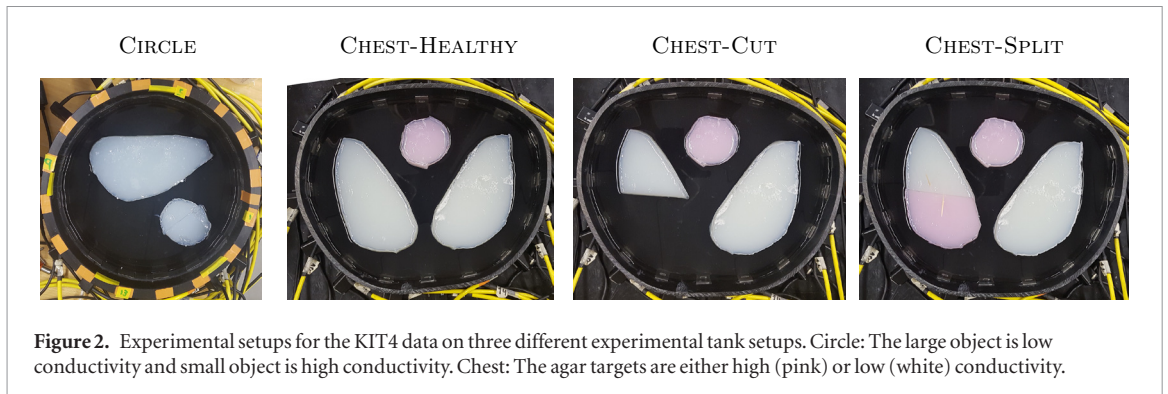 CIRCLE
CHEST-HEALTHY
CHEST-CUT
CHEST-SPLIT
Figure 2. Experimental setups for the KIT4 data on three different experimental tank setups. Circle: The large object is low
conductivity and small object is high conductivity. Chest: The agar targets are either high (pink) or low (white) conductivity.